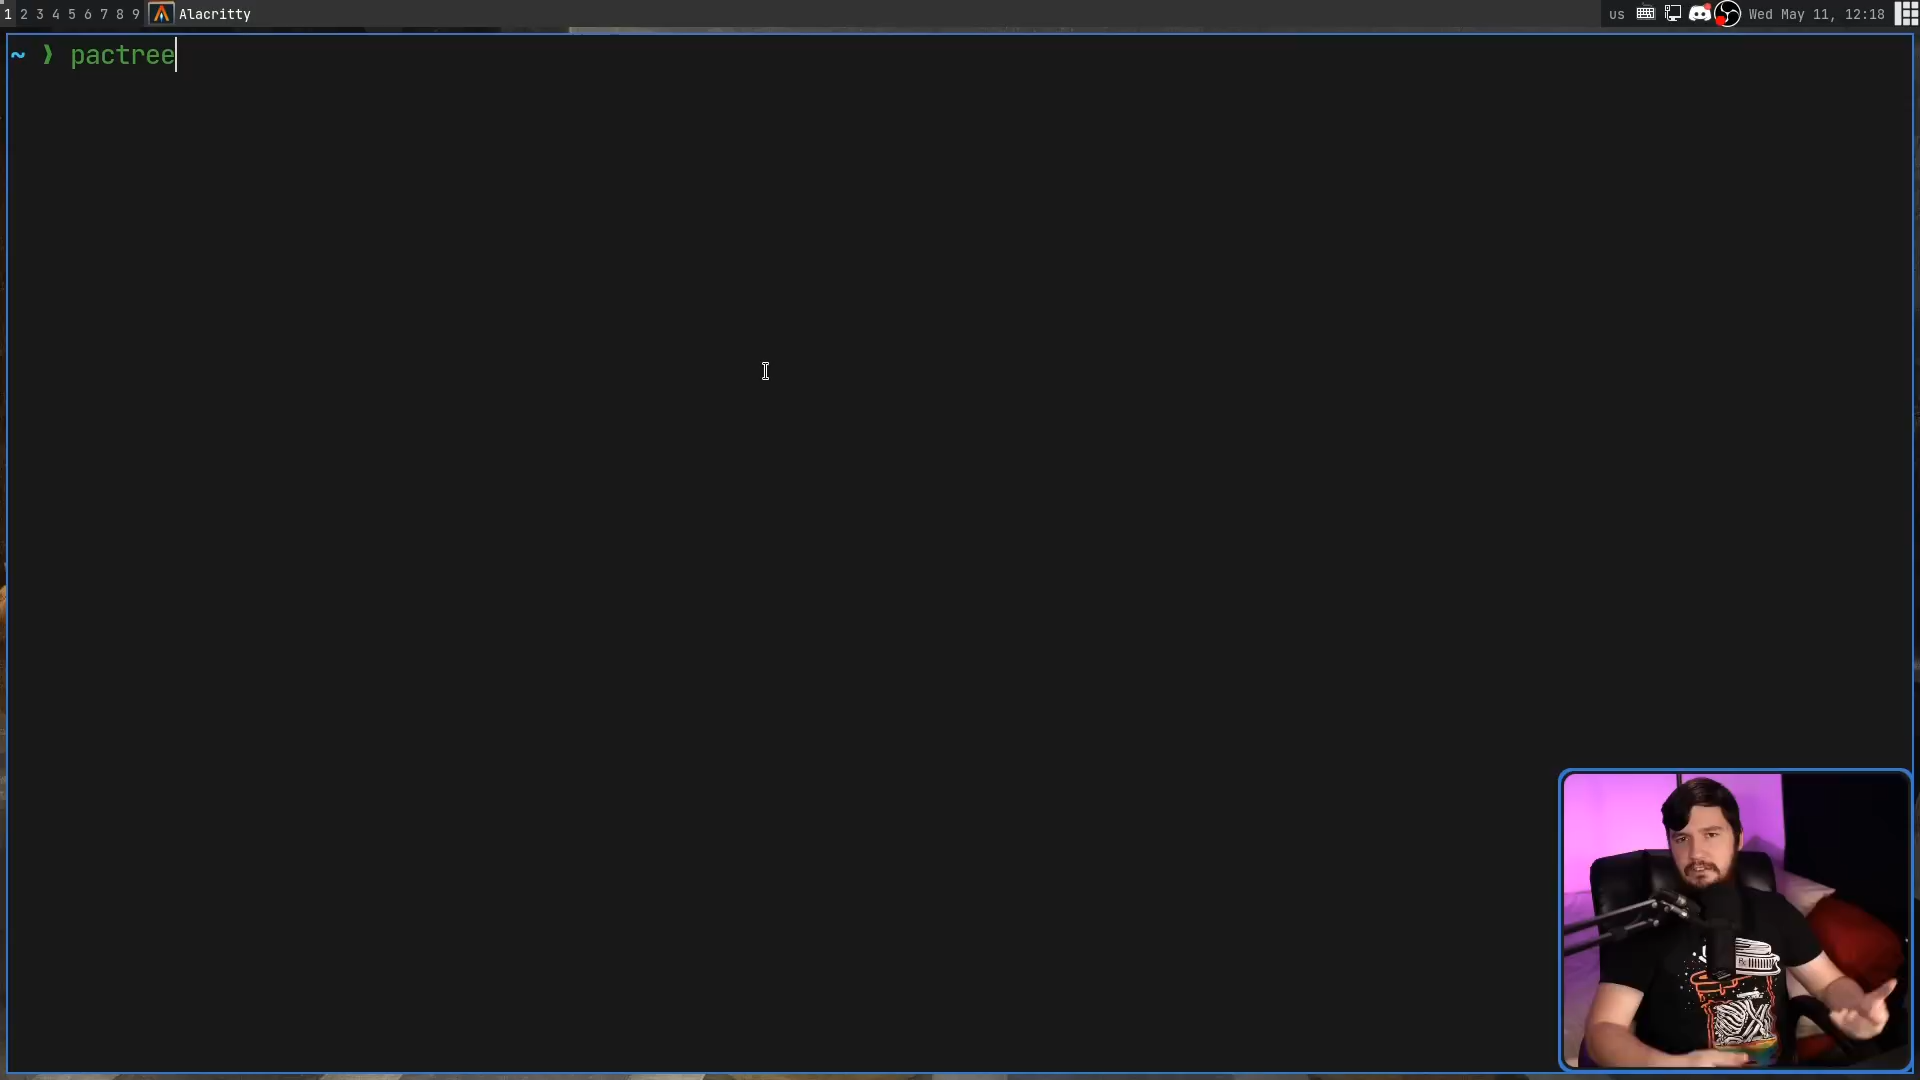 1 2 3 4 5 6 7 8 9 Alacritty us Wed May 11, 12:18
~ ❯ pactree